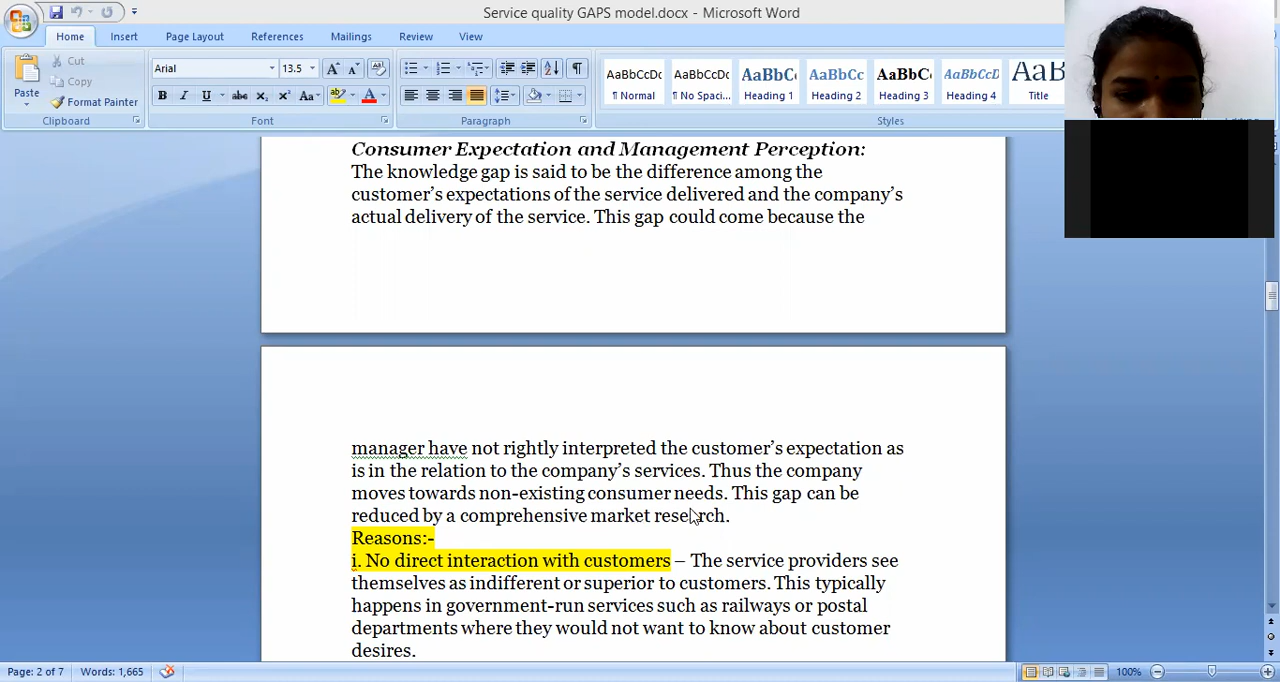 Service quality GAPS model.docx - Microsoft Word
Home Insert Page Layout References Mailings Review View
Paste
Cut
Copy
Format Painter
Clipboard
Arial 13.5
Font
Paragraph
AaBbCcDc AaBbCcDc AaBbC AaBbCc AaBbC AaBbCcD AaB
¶ Normal ¶ No Spaci... Heading 1 Heading 2 Heading 3 Heading 4 Title
Styles
Consumer Expectation and Management Perception:
The knowledge gap is said to be the difference among the
customer’s expectations of the service delivered and the company’s
actual delivery of the service. This gap could come because the
manager have not rightly interpreted the customer’s expectation as
is in the relation to the company’s services. Thus the company
moves towards non-existing consumer needs. This gap can be
reduced by a comprehensive market research.
Reasons:-
i. No direct interaction with customers – The service providers see
themselves as indifferent or superior to customers. This typically
happens in government-run services such as railways or postal
departments where they would not want to know about customer
desires.
Page: 2 of 7 Words: 1,665 100%